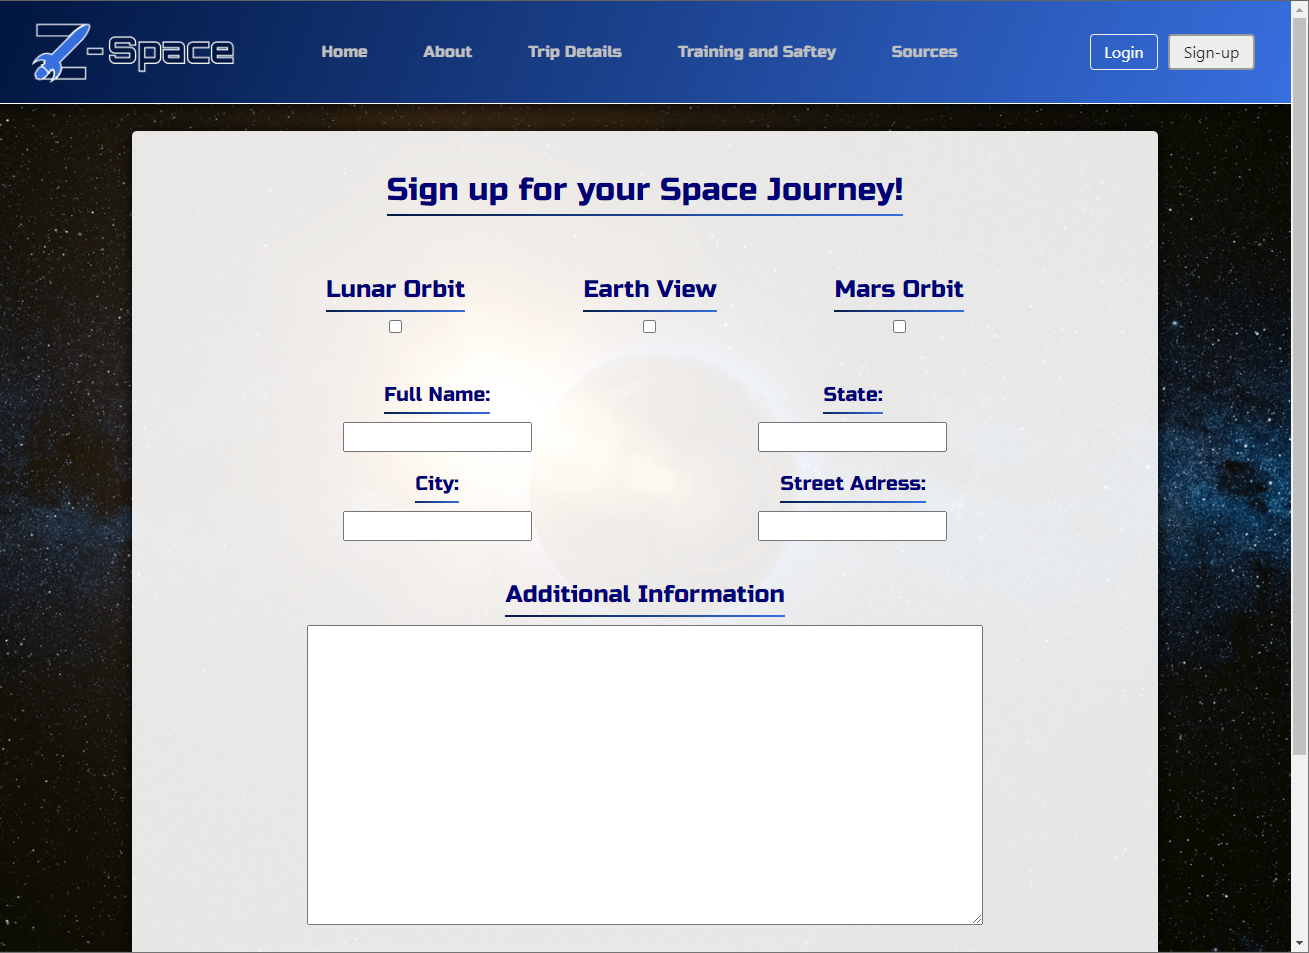 Z-Space Home About Trip Details Training and Saftey Sources Login Sign-up
Sign up for your Space Journey!
Lunar Orbit Earth View Mars Orbit
Full Name: State:
City: Street Adress:
Additional Information